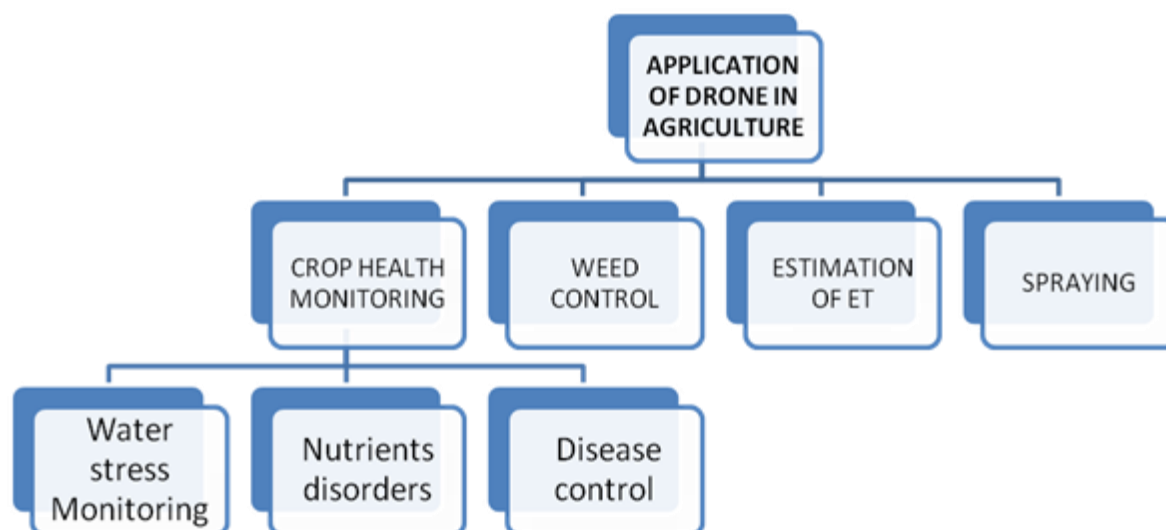 APPLICATION
OF DRONE IN
AGRICULTURE
CROP HEALTH
MONITORING
WEED
CONTROL
ESTIMATION
OF ET
SPRAYING
Water
stress
Monitoring
Nutrients
disorders
Disease
control